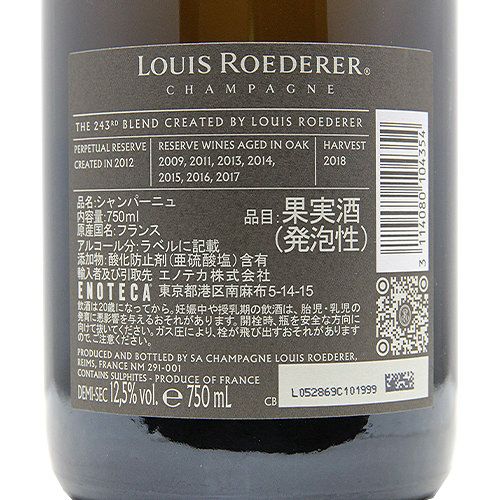 LOUIS ROEDERER®
CHAMPAGNE
THE 243RD BLEND CREATED BY LOUIS ROEDERER
PERPETUAL RESERVE
CREATED IN 2012
RESERVE WINES AGED IN OAK
2009, 2011, 2013, 2014,
2015, 2016, 2017
HARVEST
2018
品名:シャンパーニュ
内容量:750ml
原産国名:フランス
アルコール分:ラベルに記載
添加物:酸化防止剤(亜硫酸塩)含有
輸入者及び引取先 エノテカ株式会社
ENOTECA 東京都港区南麻布5-14-15
品目:果実酒
(発泡性)
飲酒は20歳になってから。妊娠中や授乳期の飲酒は、胎児・乳児の
発育に悪影響を与えるおそれがあります。開栓時、瓶を安全な方向に
向けて抜いてください。ガス圧により、栓が飛び出すおそれがあります
のでご注意ください。
PRODUCED AND BOTTLED BY SA CHAMPAGNE LOUIS ROEDERER,
REIMS, FRANCE NM 291-001
CONTAINS SULPHITES - PRODUCE OF FRANCE
DEMI-SEC 12,5% vol. e 750 mL
CB
L052869C101999
3 114080 104354